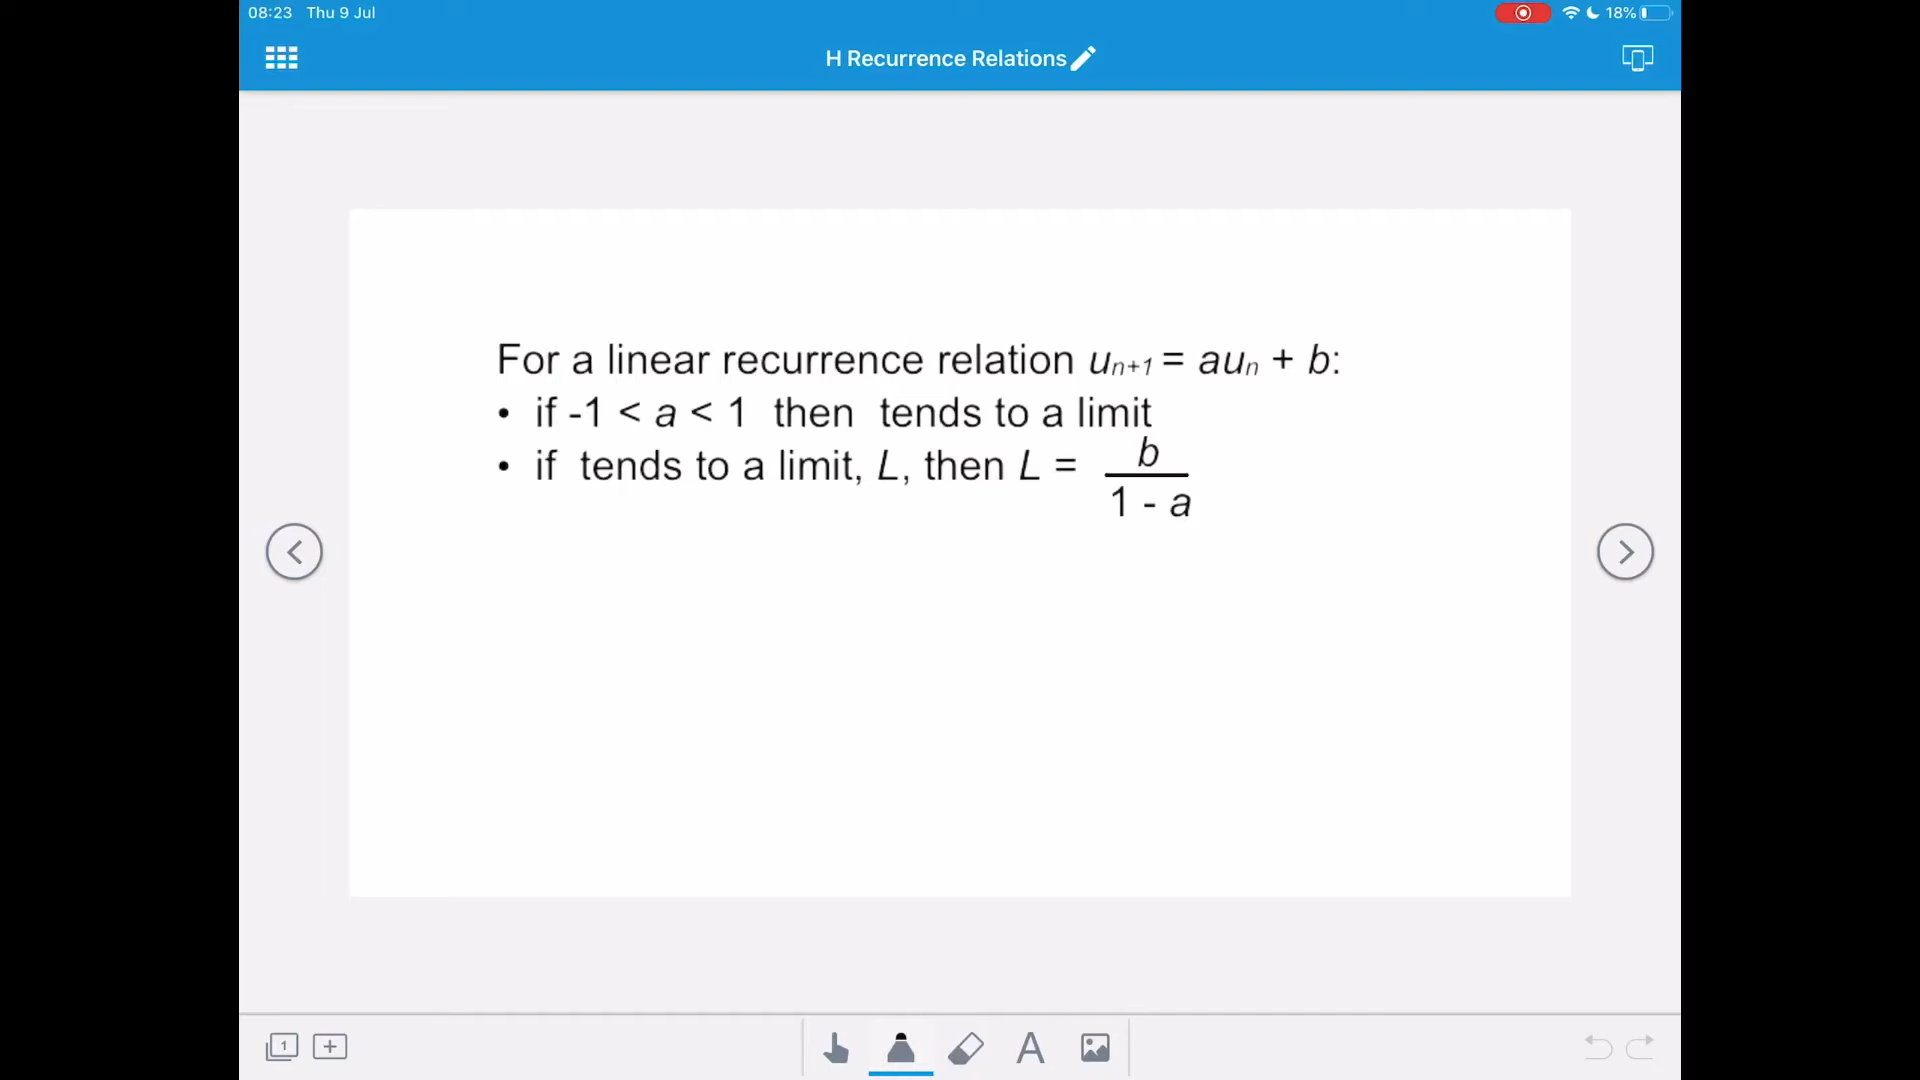 08:23 Thu 9 Jul
18%
H Recurrence Relations
For a linear recurrence relation uₙ₊₁ = auₙ + b:
• if -1 < a < 1 then tends to a limit
• if tends to a limit, L, then L = b
1 - a
1
A